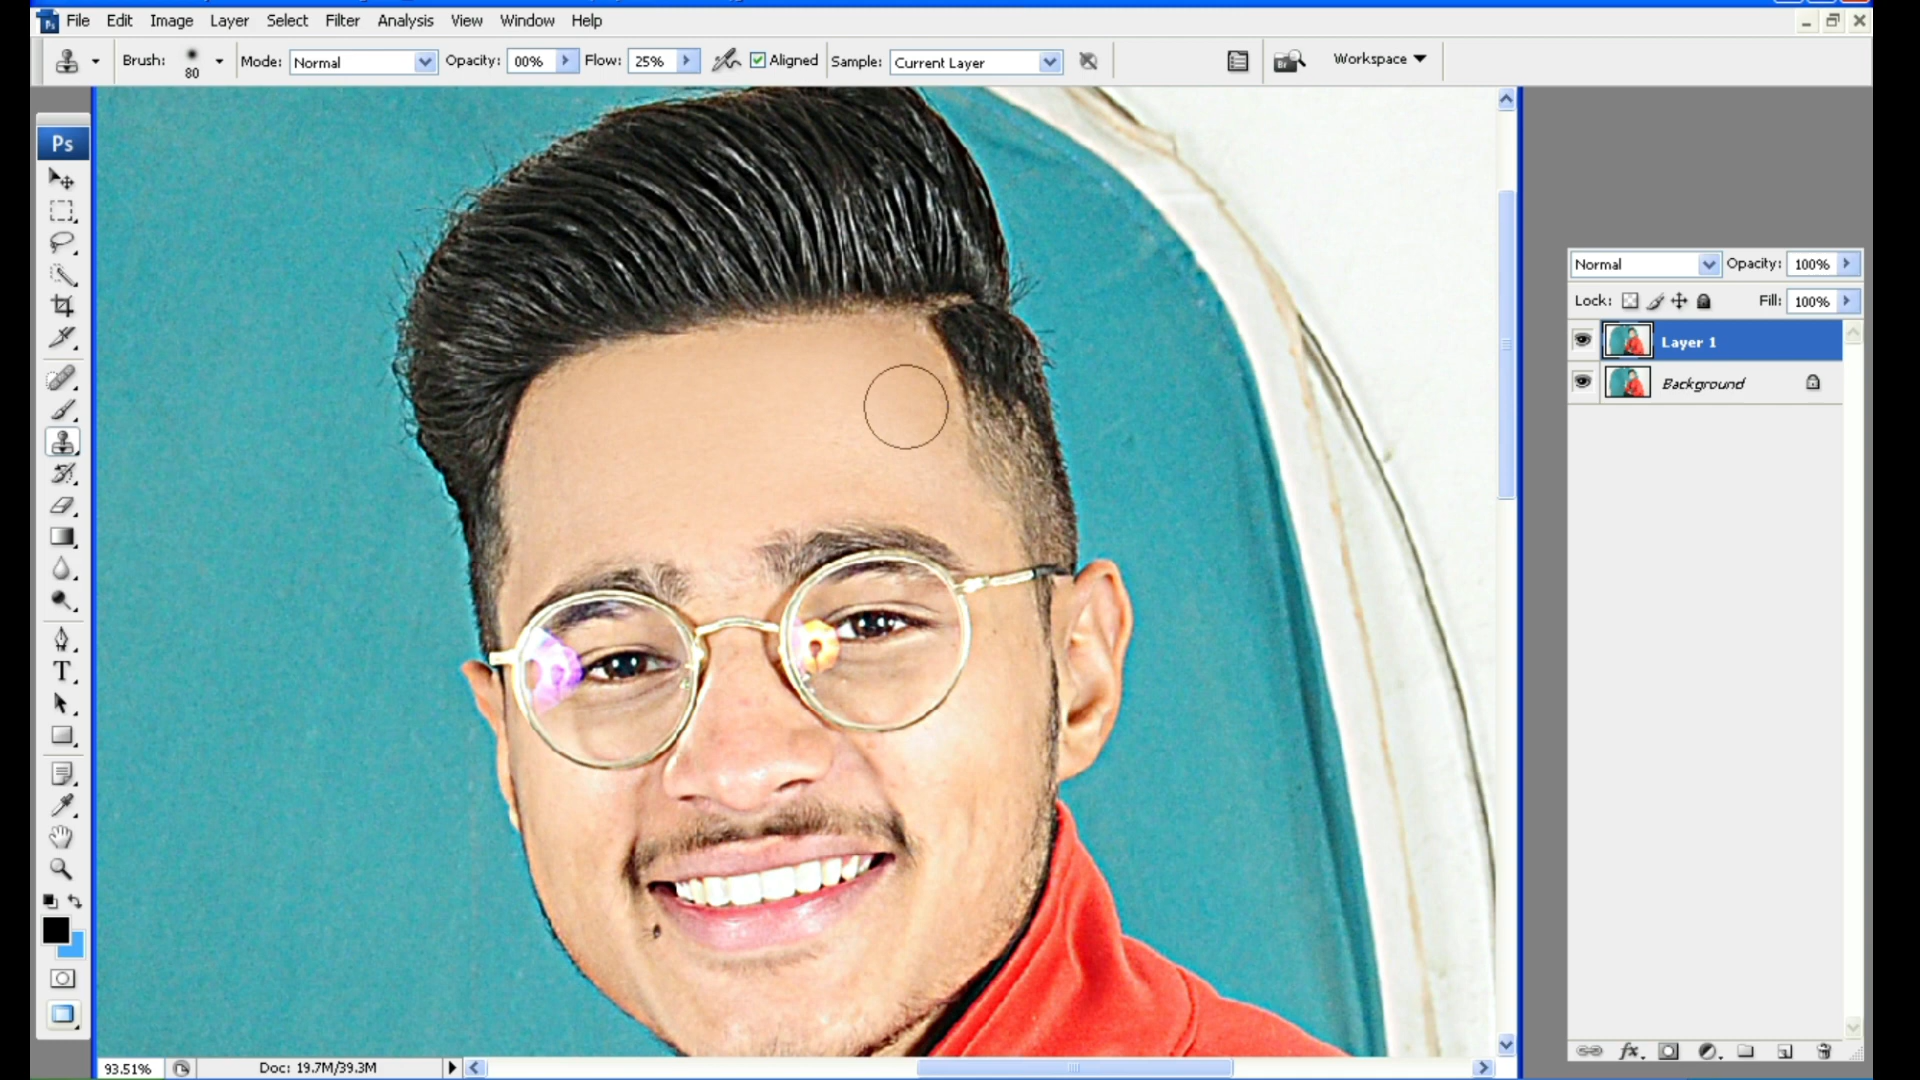 File Edit Image Layer Select Filter Analysis View Window Help
Brush: 80 Mode: Normal Opacity: 00% Flow: 25% Aligned Sample: Current Layer Br Workspace
Ps
Normal Opacity: 100%
Lock: Fill: 100%
Layer 1
Background
T
fx
93.51% Doc: 19.7M/39.3M